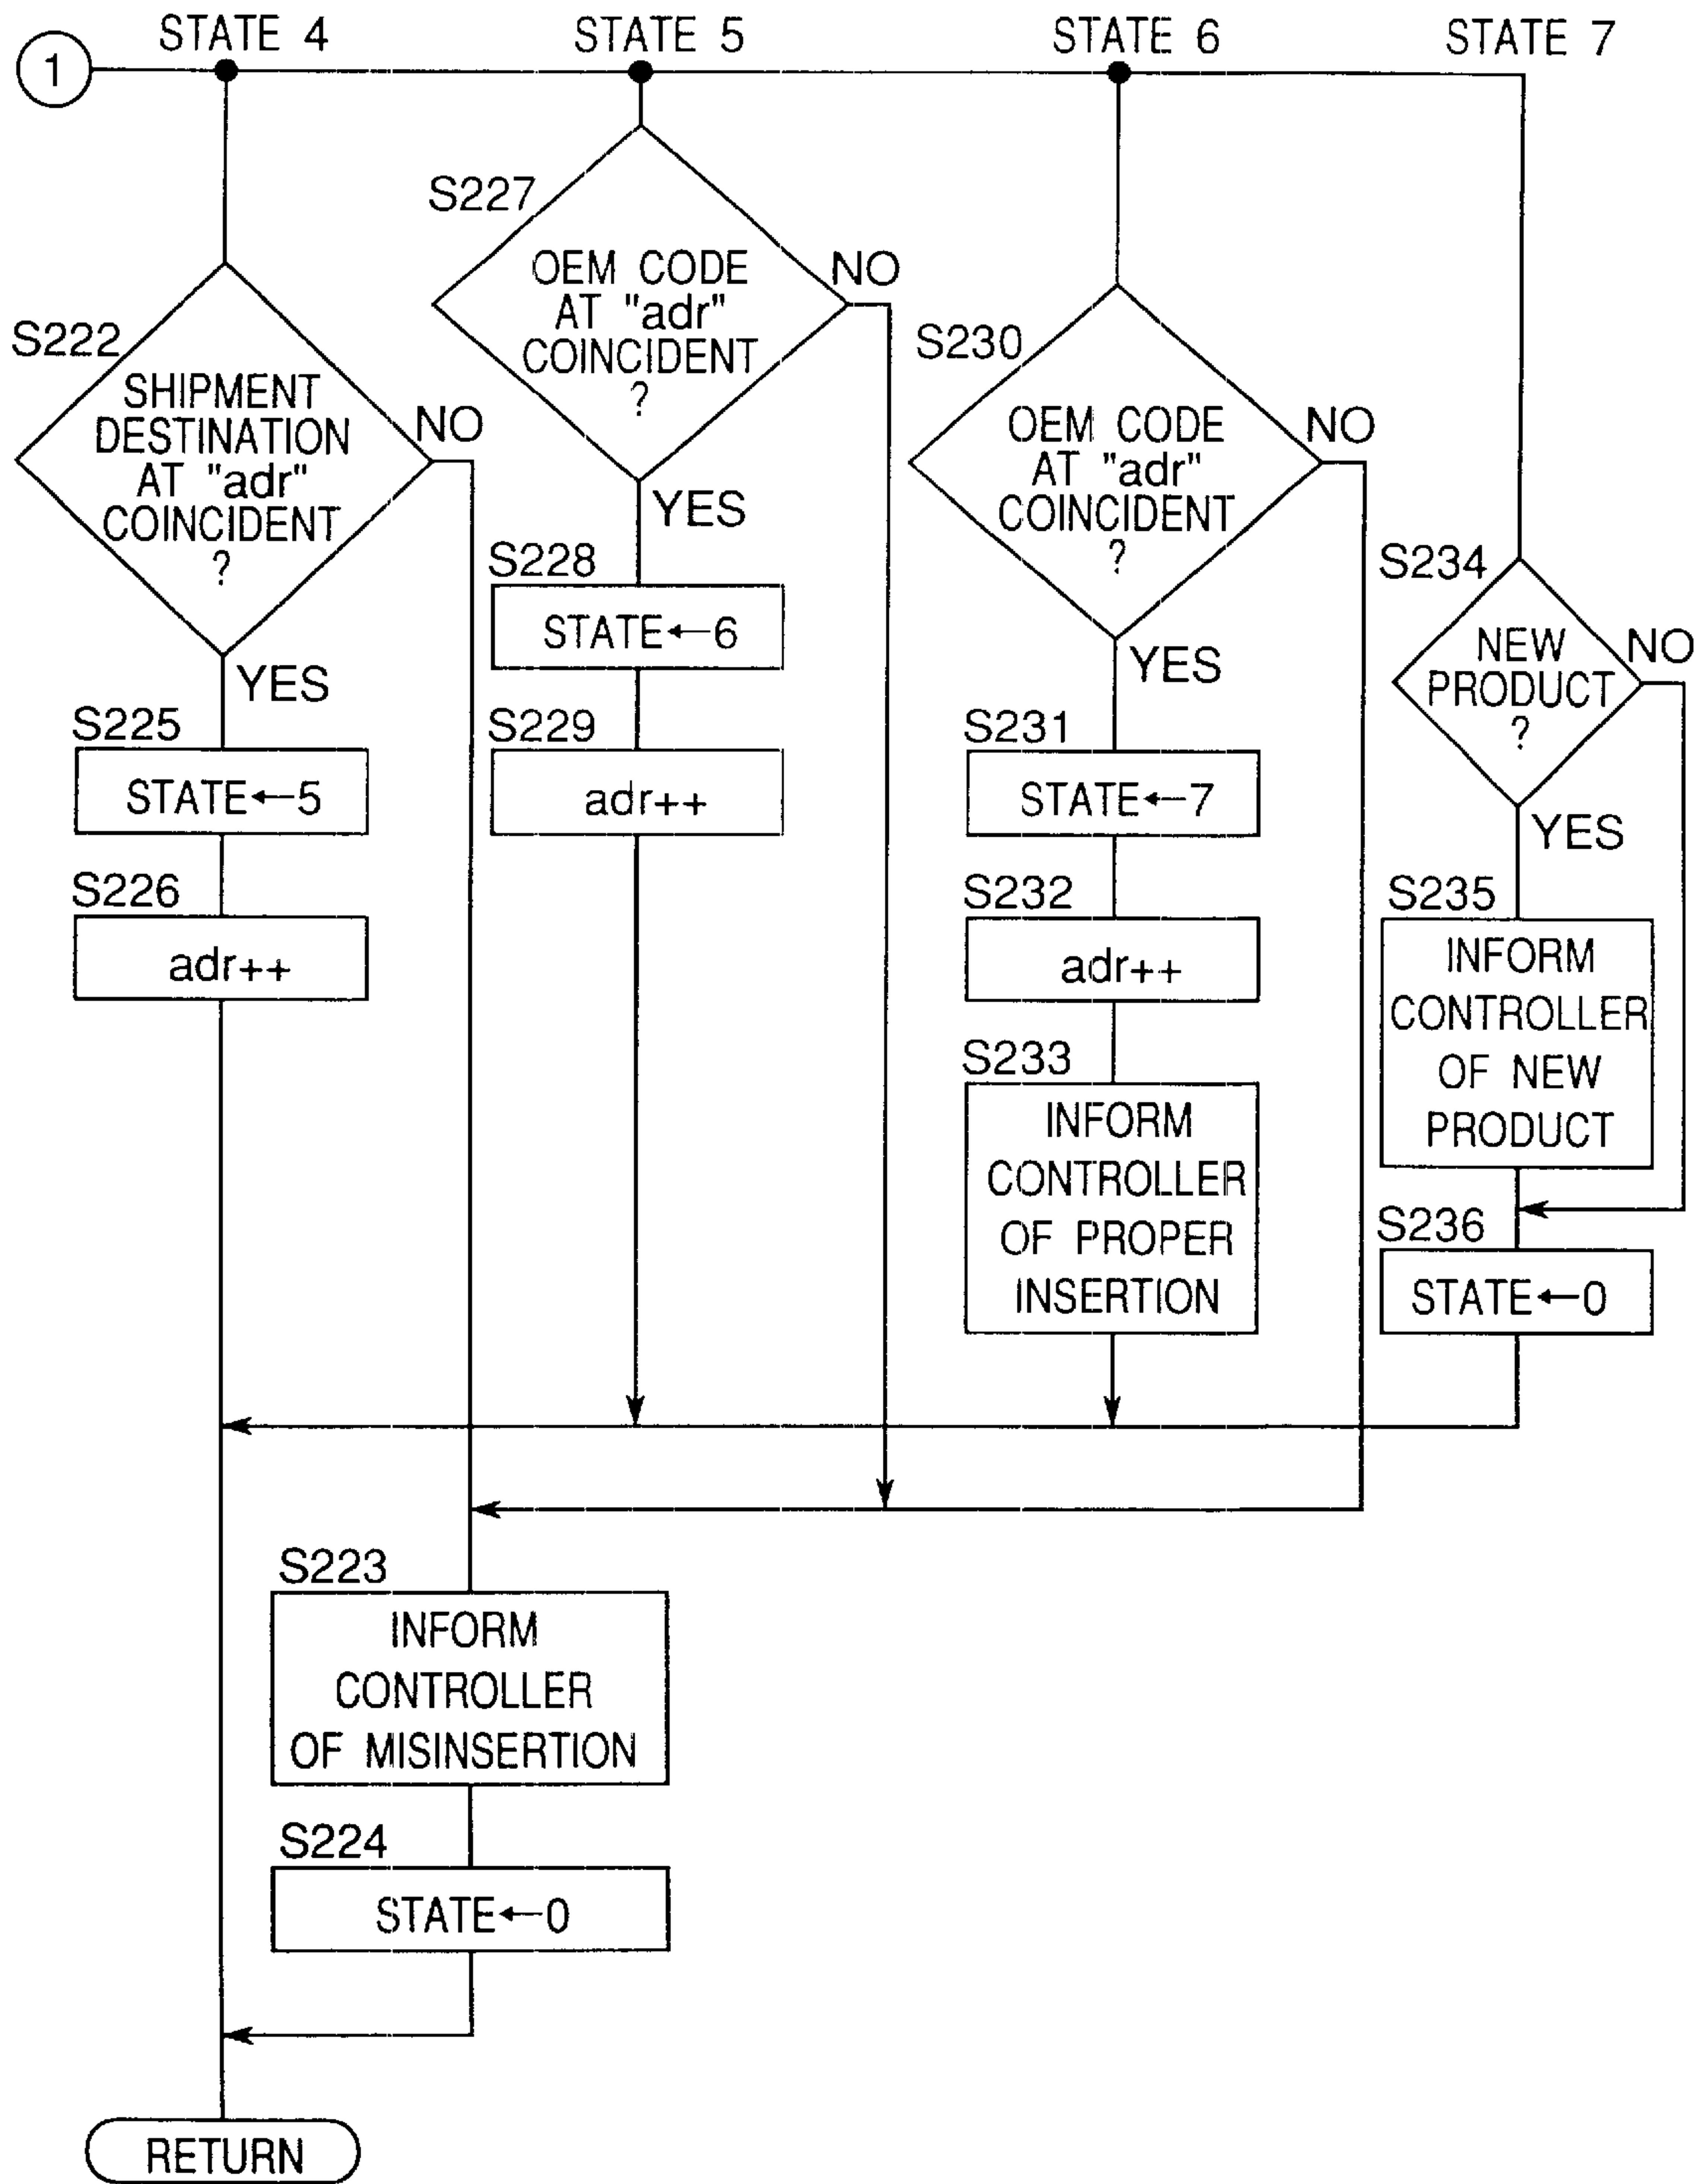 1
STATE 4
STATE 5
STATE 6
STATE 7
S222
SHIPMENT
DESTINATION
AT "adr"
COINCIDENT
?
NO
YES
S225
STATE←5
S226
adr++
S227
OEM CODE
AT "adr"
COINCIDENT
?
NO
YES
S228
STATE←6
S229
adr++
S230
OEM CODE
AT "adr"
COINCIDENT
?
NO
YES
S231
STATE←7
S232
adr++
S233
INFORM
CONTROLLER
OF PROPER
INSERTION
S234
NEW
PRODUCT
?
NO
YES
S235
INFORM
CONTROLLER
OF NEW
PRODUCT
S236
STATE←0
S223
INFORM
CONTROLLER
OF MISINSERTION
S224
STATE←0
RETURN